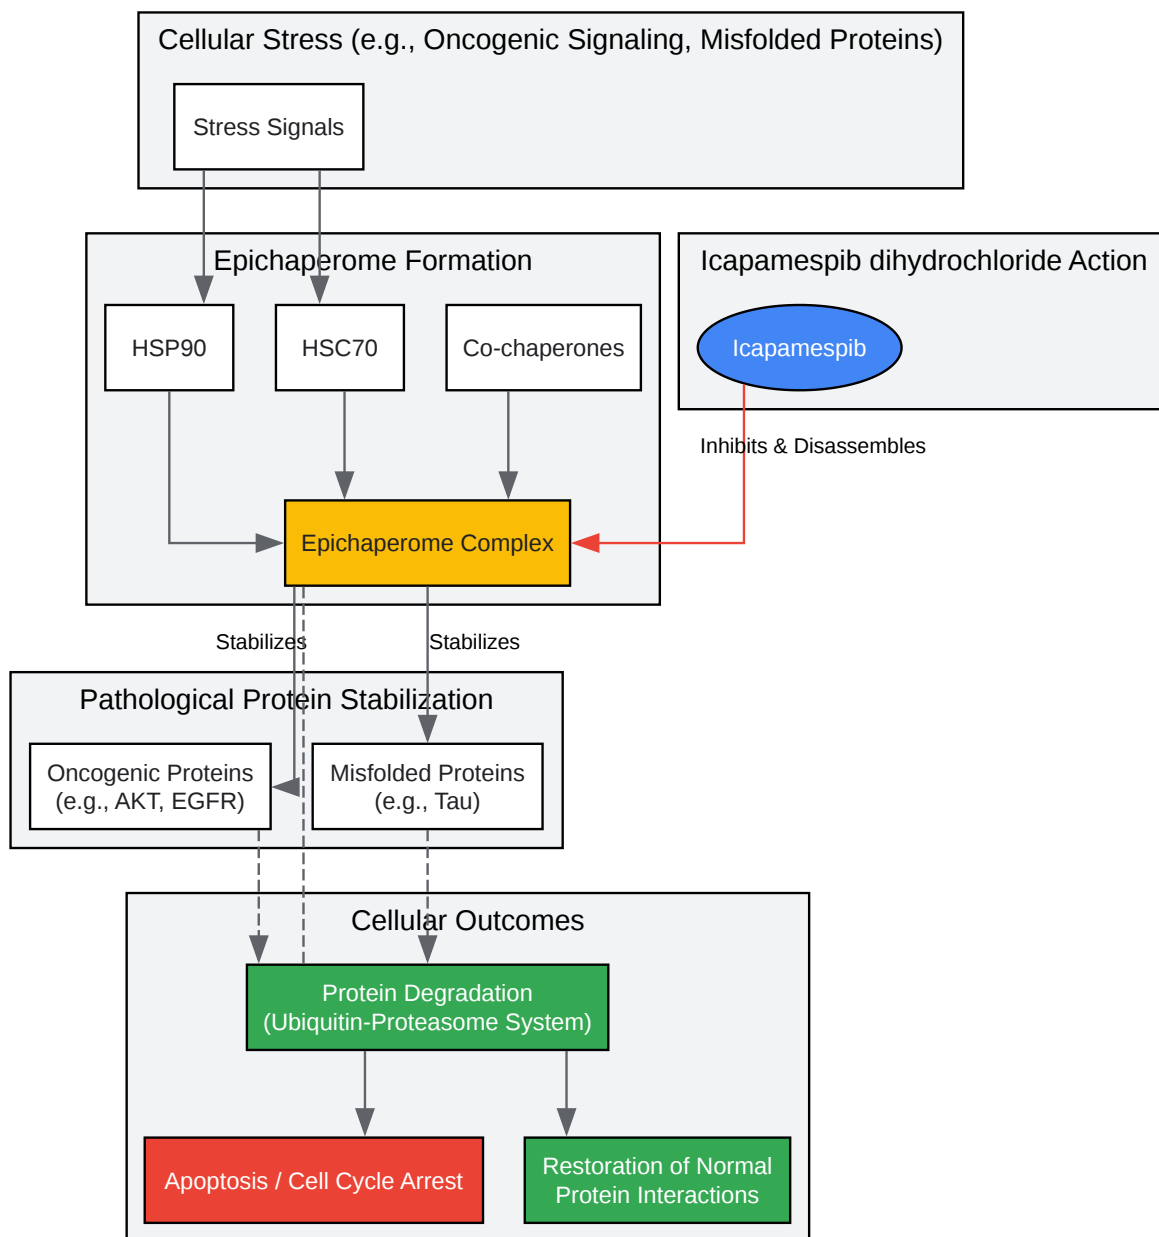 Cellular Stress (e.g., Oncogenic Signaling, Misfolded Proteins)
Stress Signals
Epichaperome Formation
Icapamespib dihydrochloride Action
HSP90
HSC70
Co-chaperones
Icapamespib
Inhibits & Disassembles
Epichaperome Complex
Stabilizes
Stabilizes
Pathological Protein Stabilization
Oncogenic Proteins
(e.g., AKT, EGFR)
Misfolded Proteins
(e.g., Tau)
Cellular Outcomes
Protein Degradation
(Ubiquitin-Proteasome System)
Apoptosis / Cell Cycle Arrest
Restoration of Normal
Protein Interactions